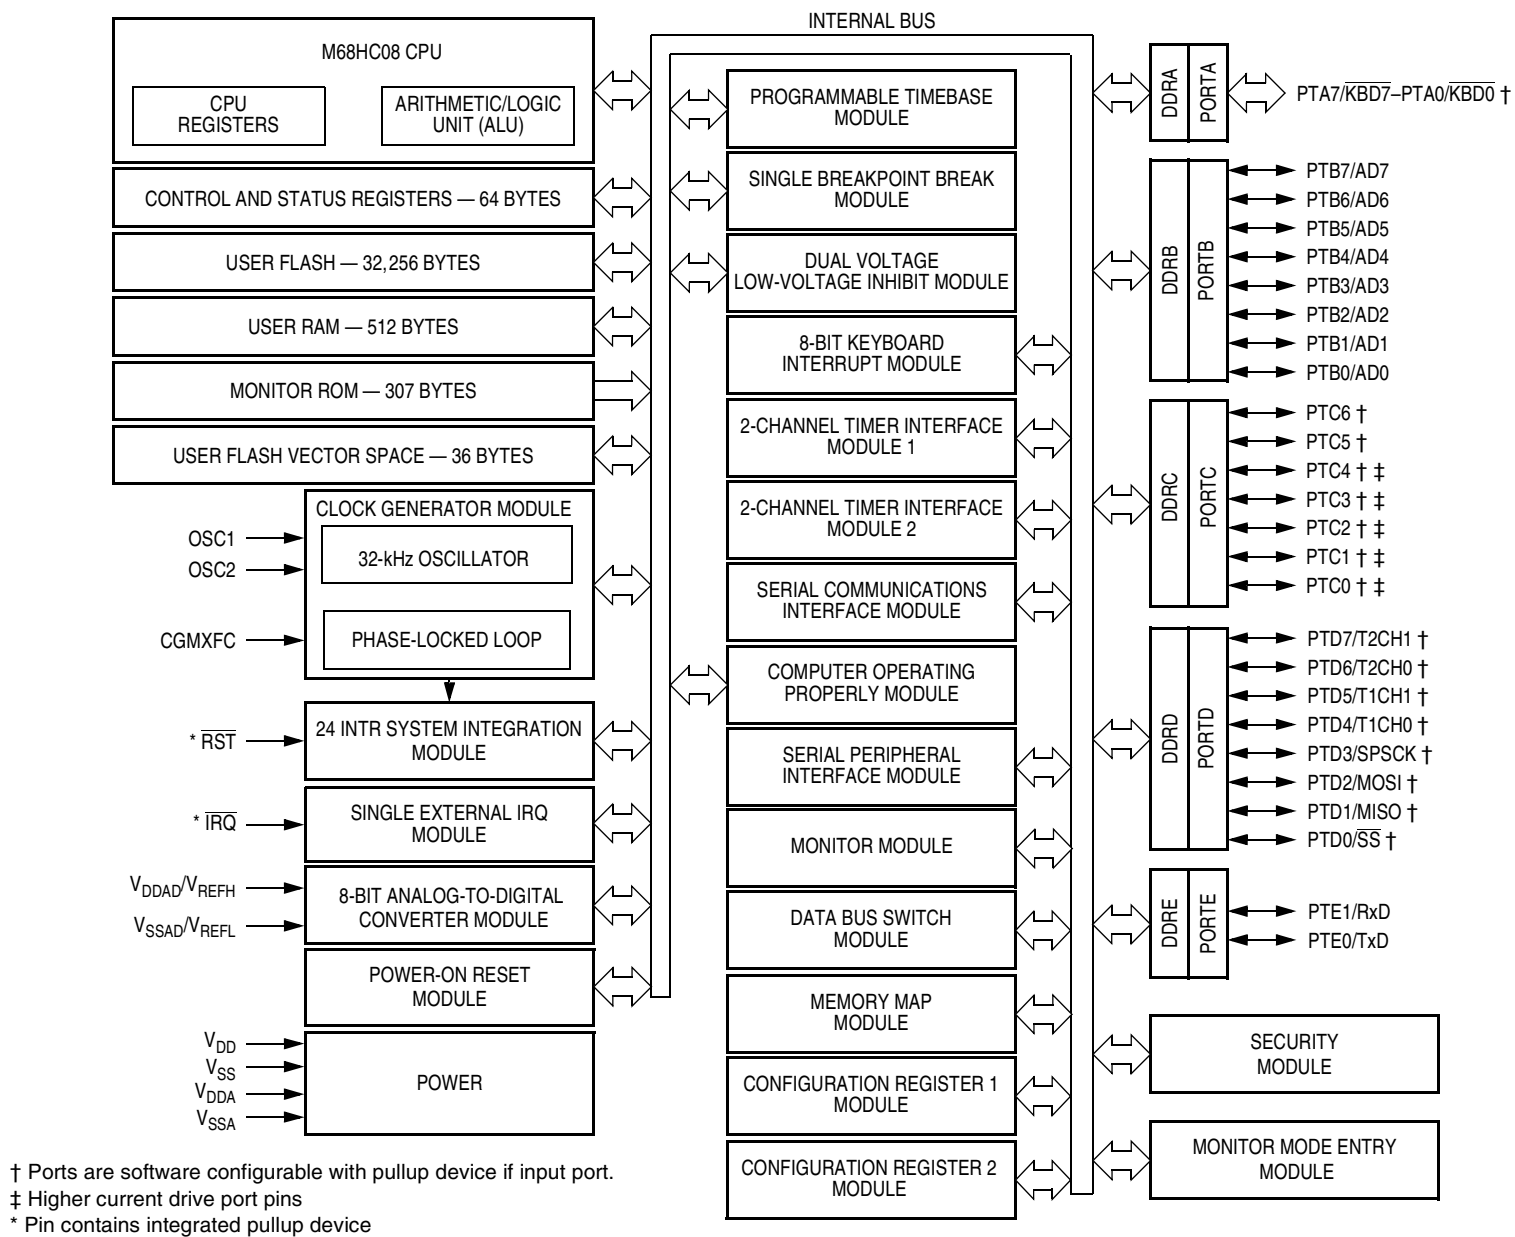 INTERNAL BUS
M68HC08 CPU
CPU
REGISTERS
ARITHMETIC/LOGIC
UNIT (ALU)
CONTROL AND STATUS REGISTERS — 64 BYTES
USER FLASH — 32,256 BYTES
USER RAM — 512 BYTES
MONITOR ROM — 307 BYTES
USER FLASH VECTOR SPACE — 36 BYTES
CLOCK GENERATOR MODULE
32-kHz OSCILLATOR
PHASE-LOCKED LOOP
OSC1
OSC2
CGMXFC
24 INTR SYSTEM INTEGRATION
MODULE
* R̅S̅T̅
SINGLE EXTERNAL IRQ
MODULE
* I̅R̅Q̅
8-BIT ANALOG-TO-DIGITAL
CONVERTER MODULE
VDDAD/VREFH
VSSAD/VREFL
POWER-ON RESET
MODULE
POWER
VDD
VSS
VDDA
VSSA
PROGRAMMABLE TIMEBASE
MODULE
SINGLE BREAKPOINT BREAK
MODULE
DUAL VOLTAGE
LOW-VOLTAGE INHIBIT MODULE
8-BIT KEYBOARD
INTERRUPT MODULE
2-CHANNEL TIMER INTERFACE
MODULE 1
2-CHANNEL TIMER INTERFACE
MODULE 2
SERIAL COMMUNICATIONS
INTERFACE MODULE
COMPUTER OPERATING
PROPERLY MODULE
SERIAL PERIPHERAL
INTERFACE MODULE
MONITOR MODULE
DATA BUS SWITCH
MODULE
MEMORY MAP
MODULE
CONFIGURATION REGISTER 1
MODULE
CONFIGURATION REGISTER 2
MODULE
DDRA
PORTA
PTA7/K̅B̅D̅7̅–PTA0/K̅B̅D̅0̅ †
DDRB
PORTB
PTB7/AD7
PTB6/AD6
PTB5/AD5
PTB4/AD4
PTB3/AD3
PTB2/AD2
PTB1/AD1
PTB0/AD0
DDRC
PORTC
PTC6 †
PTC5 †
PTC4 † ‡
PTC3 † ‡
PTC2 † ‡
PTC1 † ‡
PTC0 † ‡
DDRD
PORTD
PTD7/T2CH1 †
PTD6/T2CH0 †
PTD5/T1CH1 †
PTD4/T1CH0 †
PTD3/SPSCK †
PTD2/MOSI †
PTD1/MISO †
PTD0/S̅S̅ †
DDRE
PORTE
PTE1/RxD
PTE0/TxD
SECURITY
MODULE
MONITOR MODE ENTRY
MODULE
† Ports are software configurable with pullup device if input port.
‡ Higher current drive port pins
* Pin contains integrated pullup device